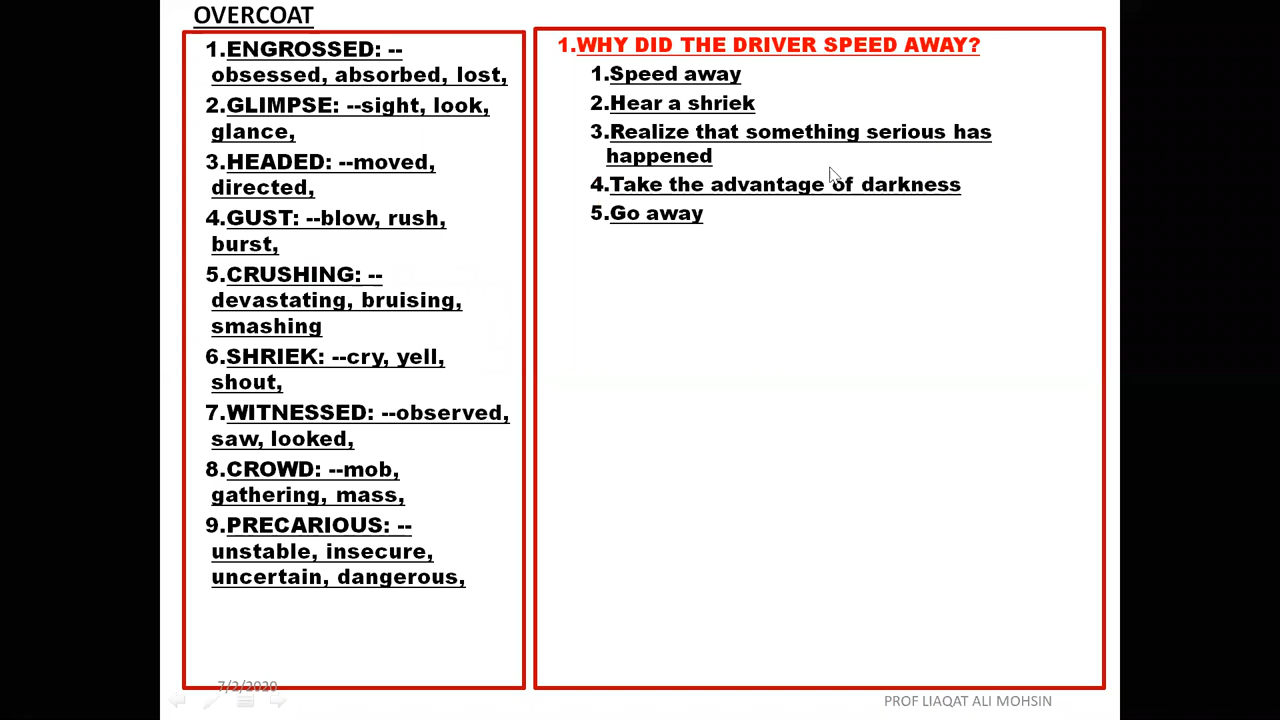 OVERCOAT
1.ENGROSSED: --
obsessed, absorbed, lost,
2.GLIMPSE: --sight, look,
glance,
3.HEADED: --moved,
directed,
4.GUST: --blow, rush,
burst,
5.CRUSHING: --
devastating, bruising,
smashing
6.SHRIEK: --cry, yell,
shout,
7.WITNESSED: --observed,
saw, looked,
8.CROWD: --mob,
gathering, mass,
9.PRECARIOUS: --
unstable, insecure,
uncertain, dangerous,
1.WHY DID THE DRIVER SPEED AWAY?
1.Speed away
2.Hear a shriek
3.Realize that something serious has
happened
4.Take the advantage of darkness
5.Go away
7/2/2020
PROF LIAQAT ALI MOHSIN